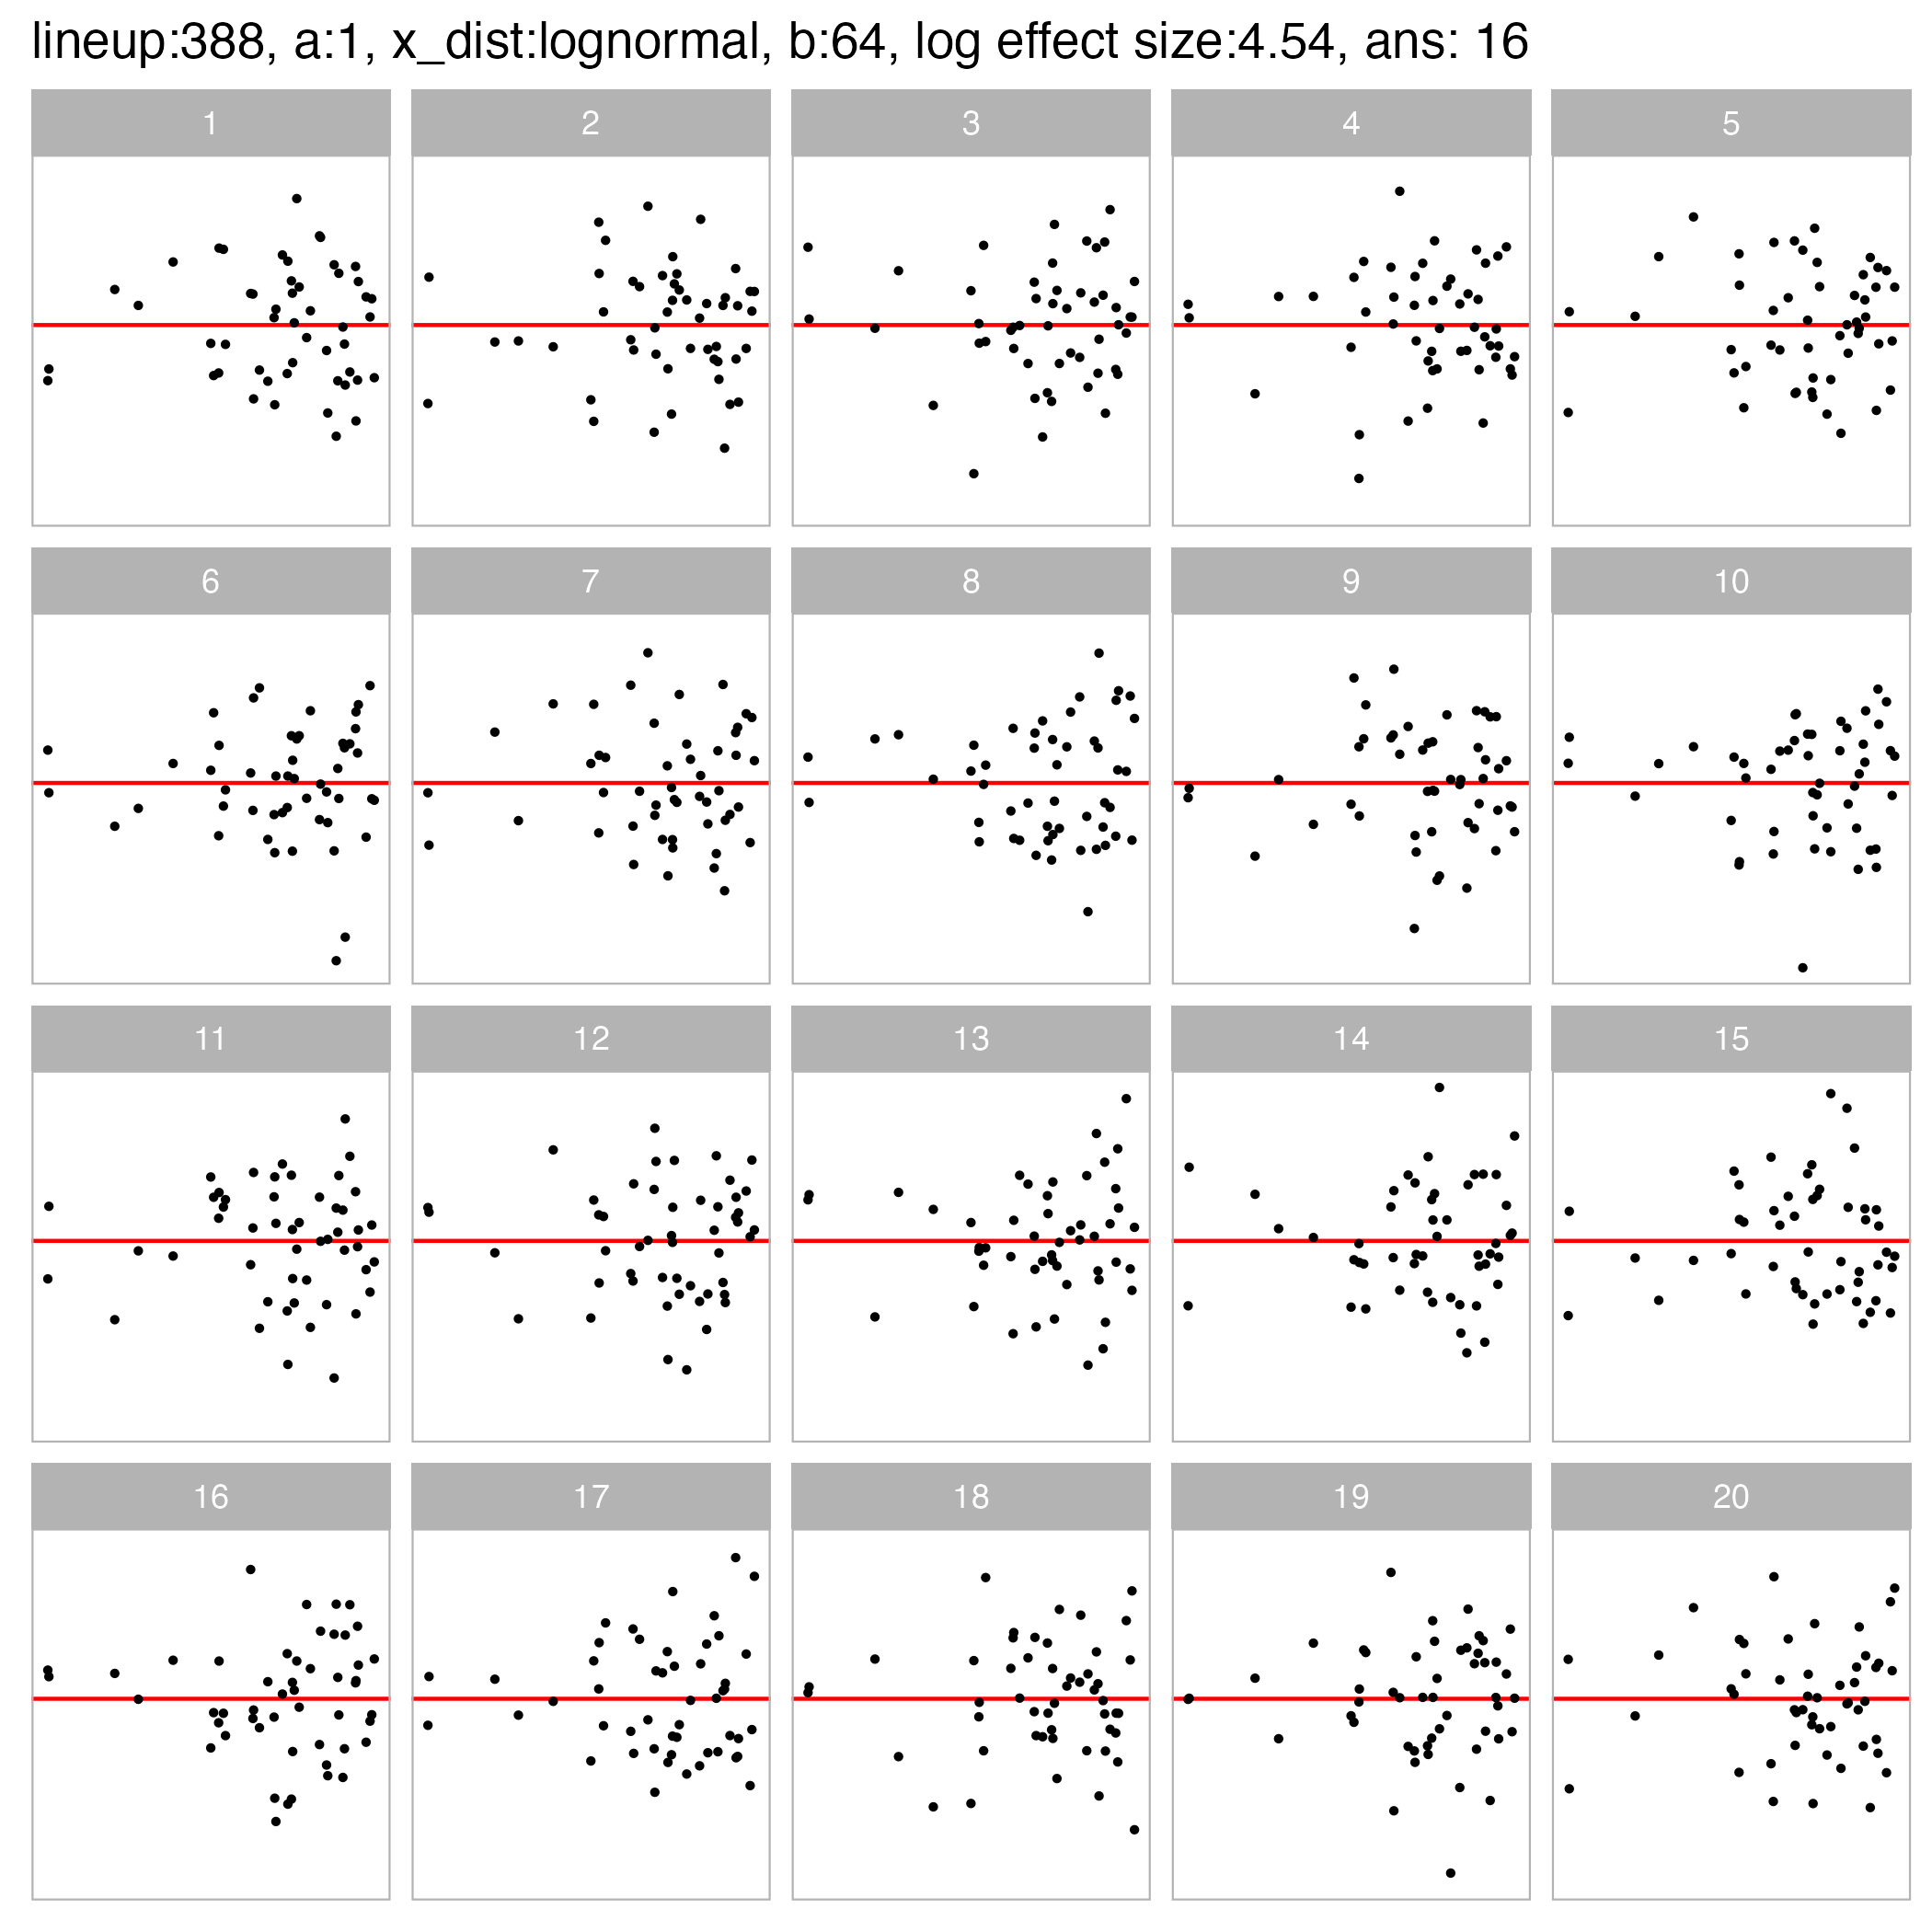 lineup:388, a:1, x_dist:lognormal, b:64, log effect size:4.54, ans: 16
1 2 3 4 5
6 7 8 9 10
11 12 13 14 15
16 17 18 19 20